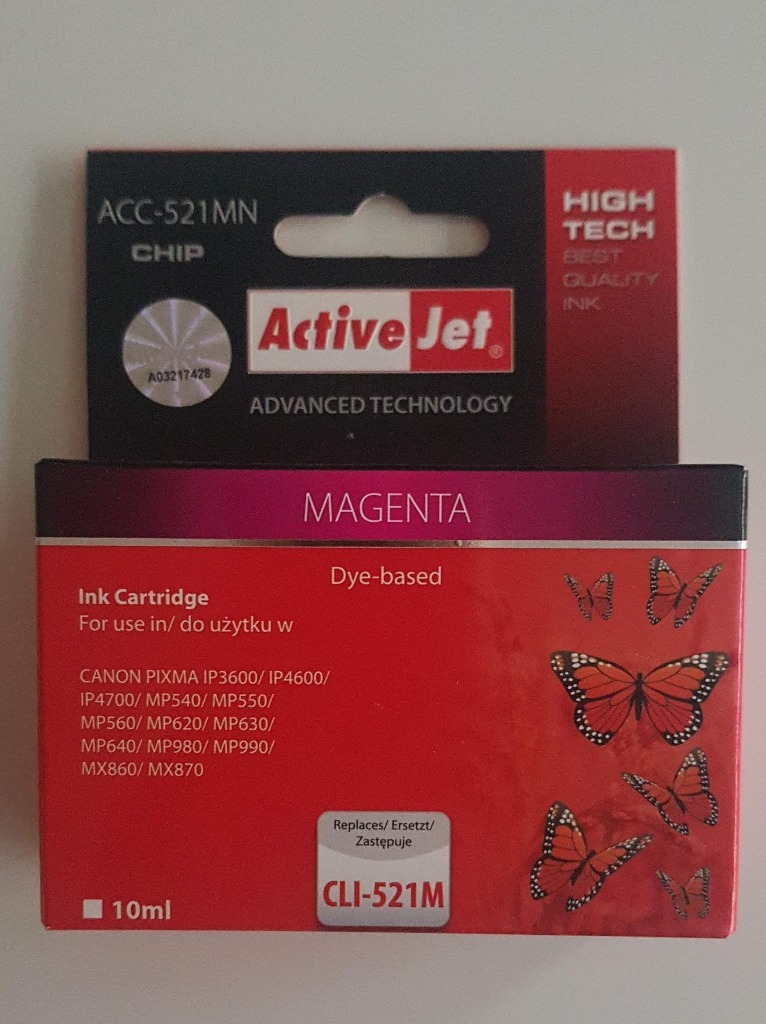 ACC-521MN
CHIP
HIGH
TECH
BEST
QUALITY
INK
Active Jet®
A03217428
ADVANCED TECHNOLOGY
MAGENTA
Dye-based
Ink Cartridge
For use in/ do użytku w
CANON PIXMA IP3600/ IP4600/
IP4700/ MP540/ MP550/
MP560/ MP620/ MP630/
MP640/ MP980/ MP990/
MX860/ MX870
Replaces/ Ersetzt/
Zastępuje
CLI-521M
10ml